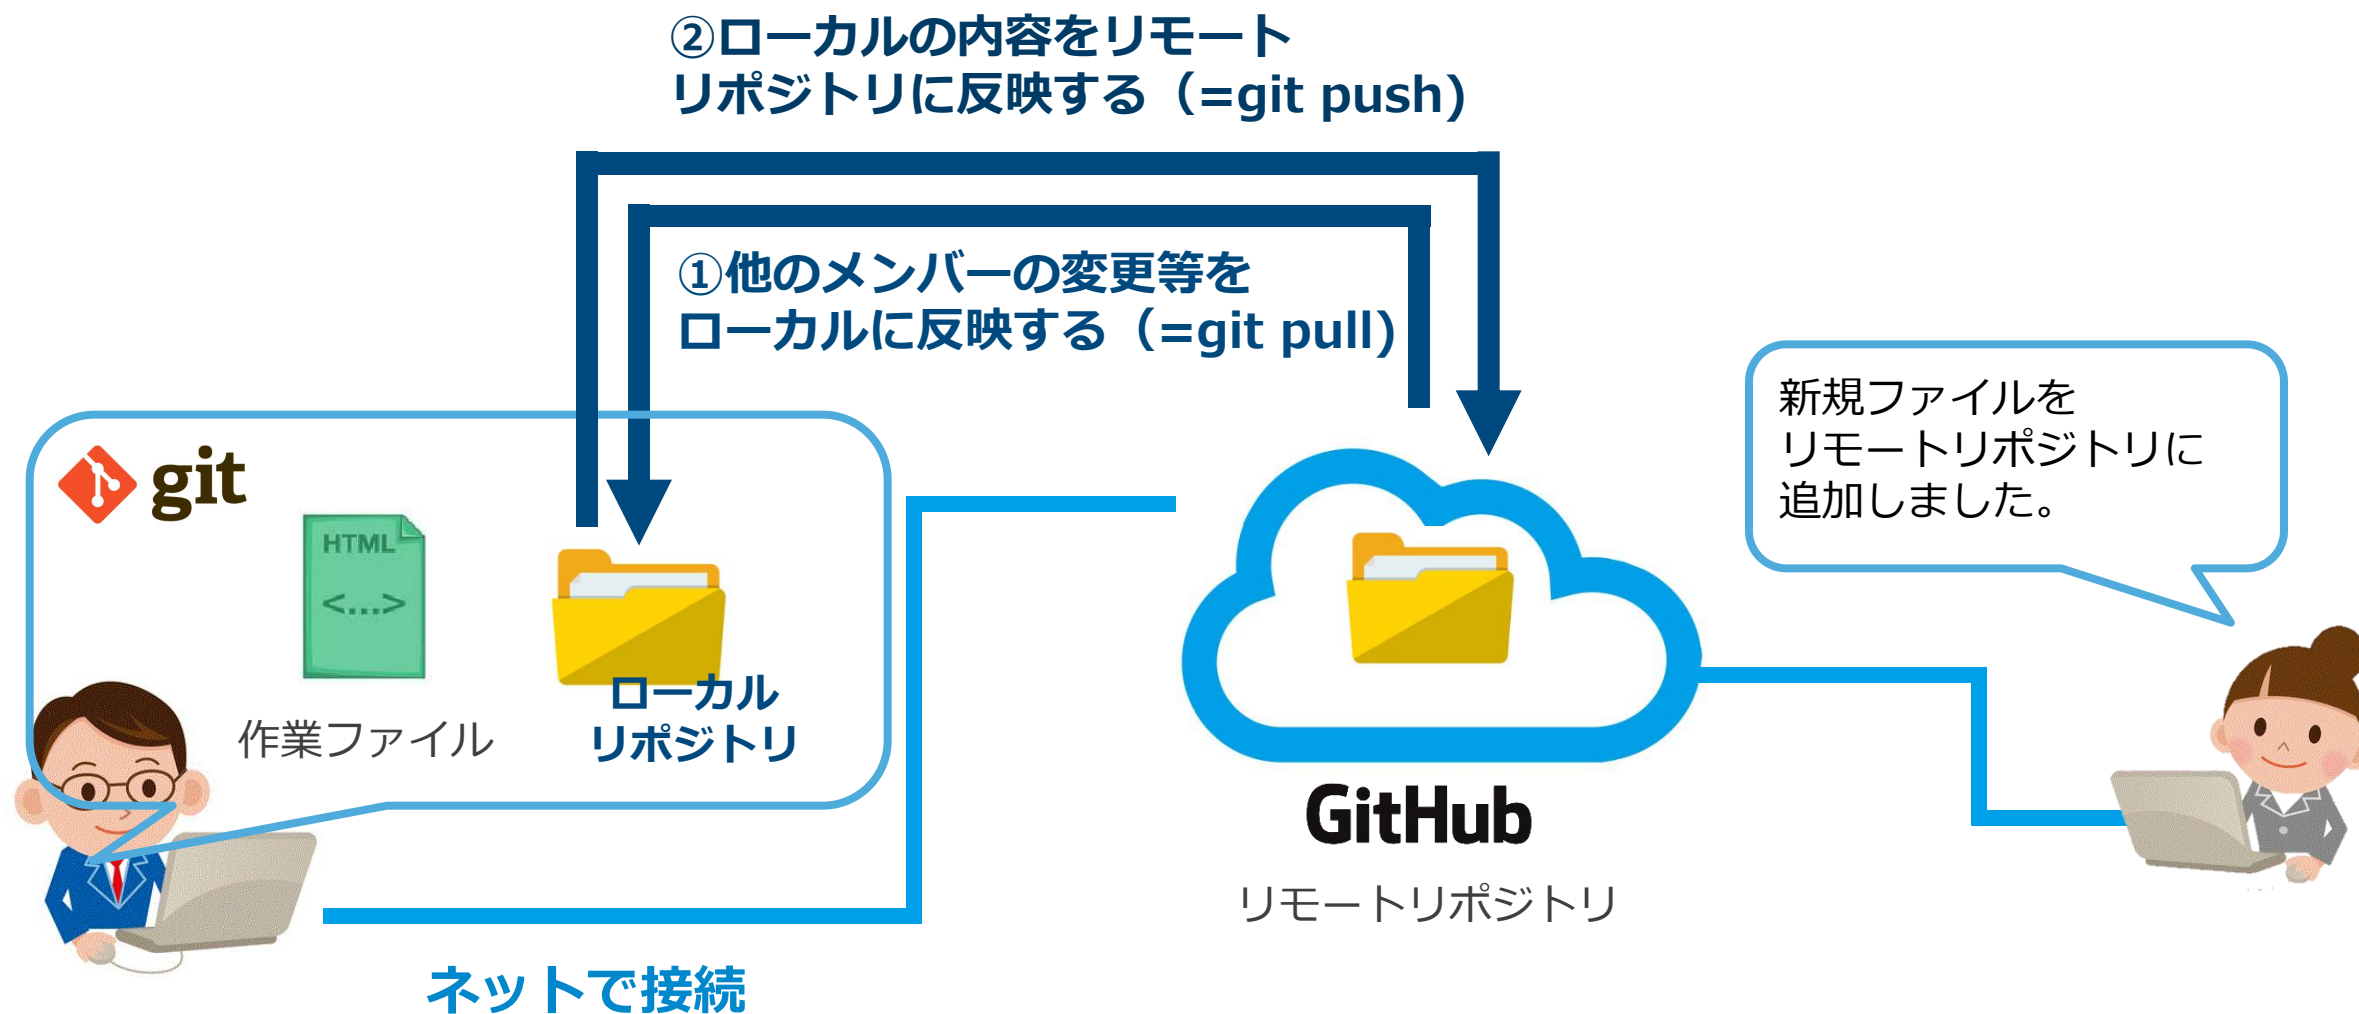 ②ローカルの内容をリモート
リポジトリに反映する（=git push)
①他のメンバーの変更等を
ローカルに反映する（=git pull)
新規ファイルを
リモートリポジトリに
追加しました。
git
HTML
<...>
作業ファイル
ローカル
リポジトリ
GitHub
リモートリポジトリ
ネットで接続